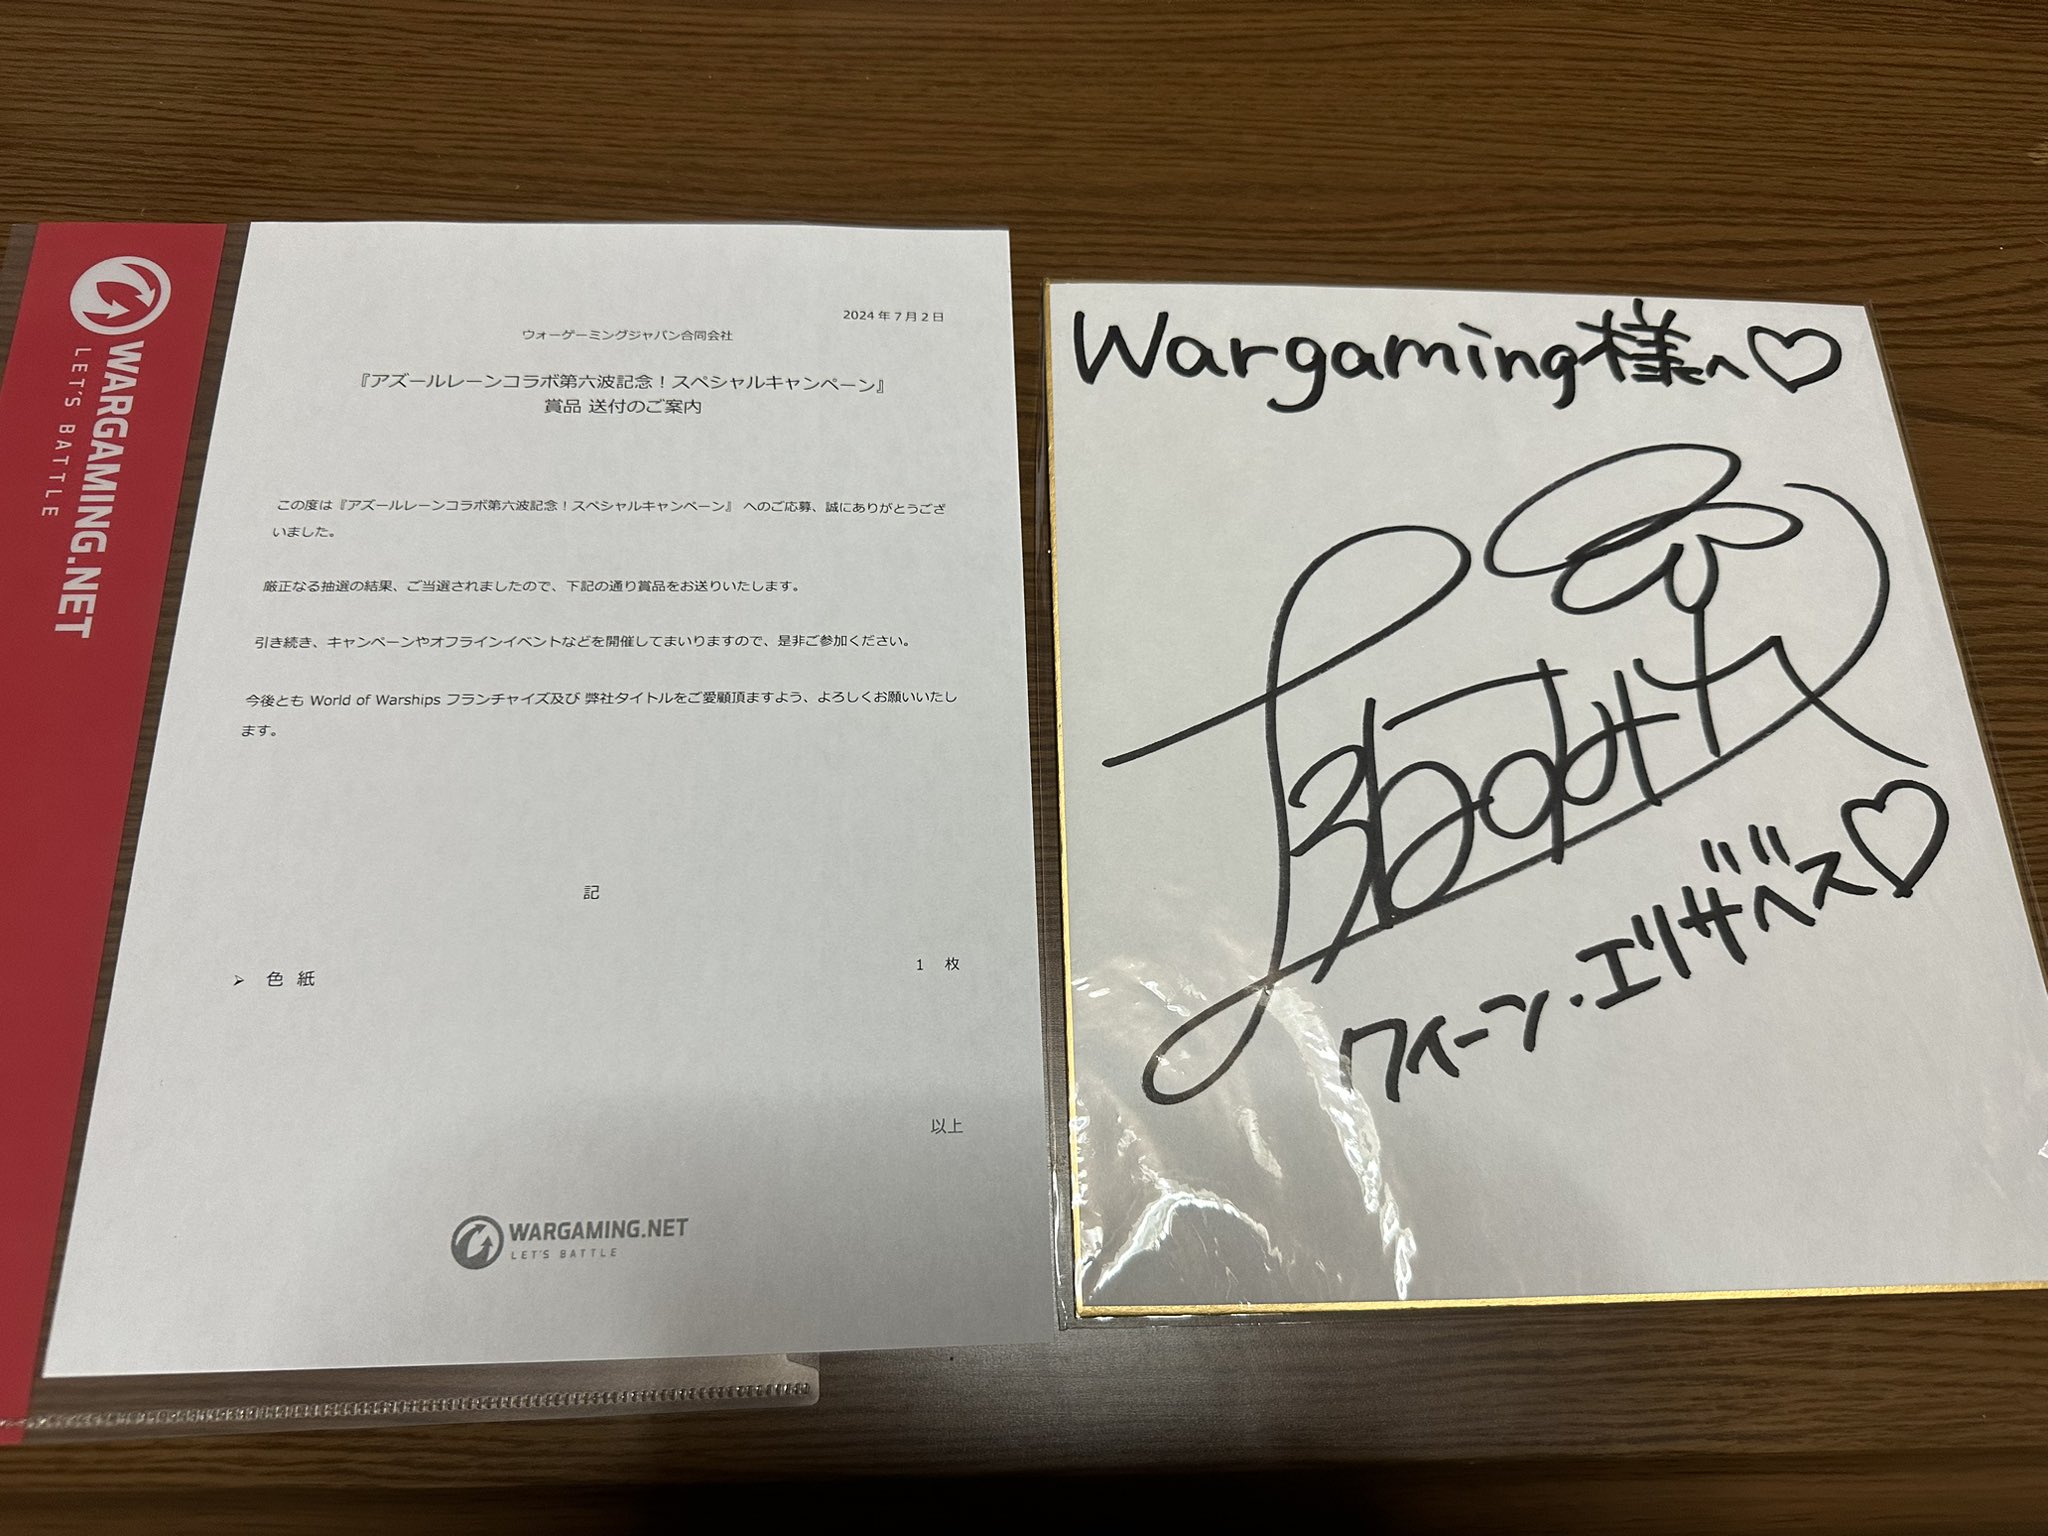 WARGAMING.NET
LET'S BATTLE
2024年7月2日
ウォーゲーミングジャパン合同会社
『アズールレーンコラボ第六波記念！スペシャルキャンペーン』
賞品 送付のご案内
この度は『アズールレーンコラボ第六波記念！スペシャルキャンペーン』 へのご応募、誠にありがとうござ
いました。
厳正なる抽選の結果、ご当選されましたので、下記の通り賞品をお送りいたします。
引き続き、キャンペーンやオフラインイベントなどを開催してまいりますので、是非ご参加ください。
今後とも World of Warships フランチャイズ及び 弊社タイトルをご愛顧頂ますよう、よろしくお願いいたし
ます。
記
➢ 色 紙 1 枚
以上
WARGAMING.NET
LET'S BATTLE
Wargaming様へ♡
クイーン・エリザベス♡